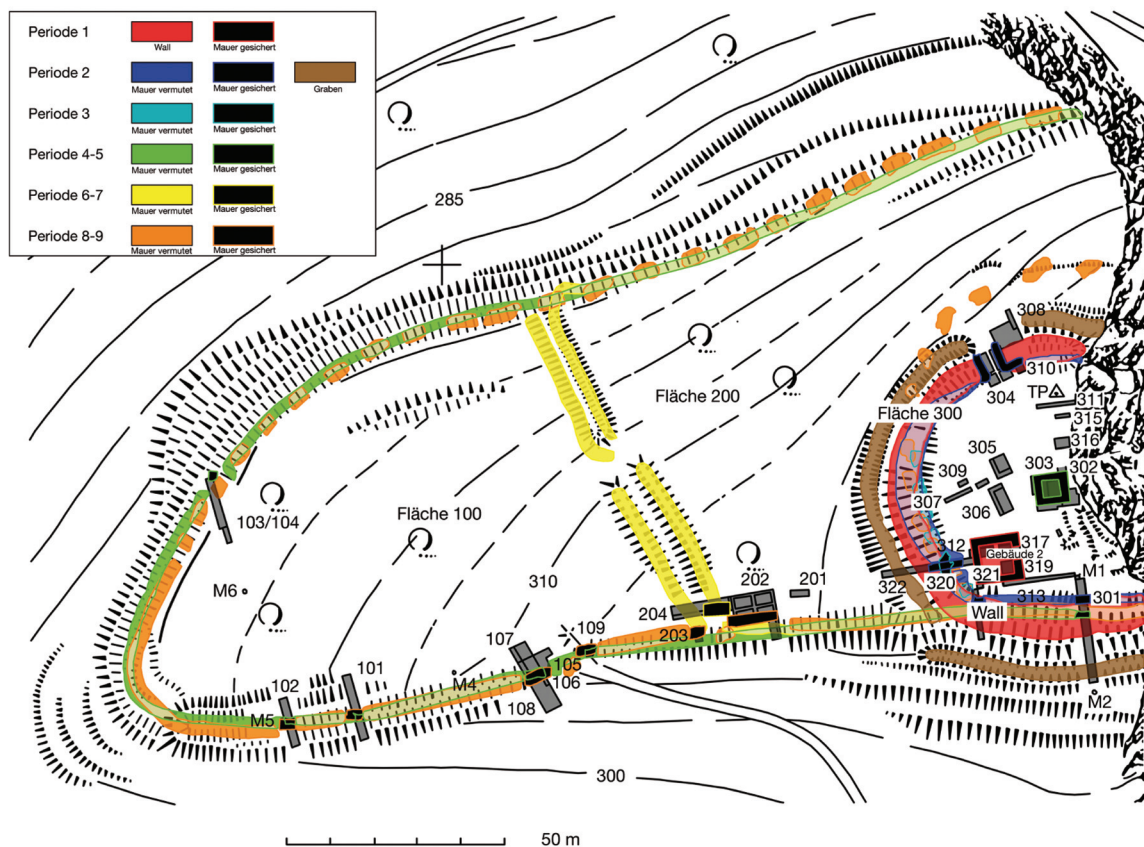 Periode 1
Wall
Mauer gesichert
Periode 2
Mauer vermutet
Mauer gesichert
Graben
Periode 3
Mauer vermutet
Mauer gesichert
Periode 4-5
Mauer vermutet
Mauer gesichert
Periode 6-7
Mauer vermutet
Mauer gesichert
Periode 8-9
Mauer vermutet
Mauer gesichert
285
308
310
304
TP
311
315
316
Fläche 200
Fläche 300
305
303
302
309
307
306
103/104
Fläche 100
312
317
Gebäude 2
319
M1
M6
310
322
320
321
313
301
202
201
204
Wall
203
107
109
105
106
M4
108
101
102
M5
M2
300
50 m